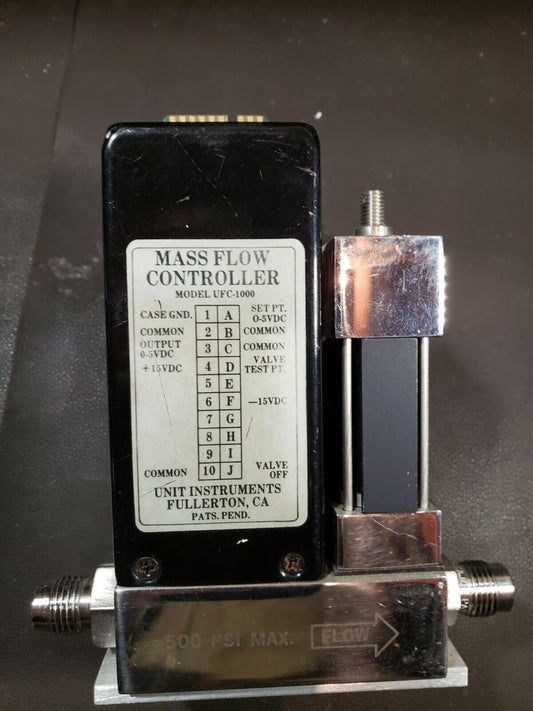 MASS FLOW
CONTROLLER
MODEL UFC-1000
CASE GND. 1 A SET PT. 0-5VDC
COMMON 2 B COMMON
OUTPUT 0-5VDC 3 C COMMON
+15VDC 4 D VALVE TEST PT.
5 E
6 F –15VDC
7 G
8 H
9 I
COMMON 10 J VALVE OFF
UNIT INSTRUMENTS
FULLERTON, CA
PATS. PEND.
500 PSI MAX. FLOW